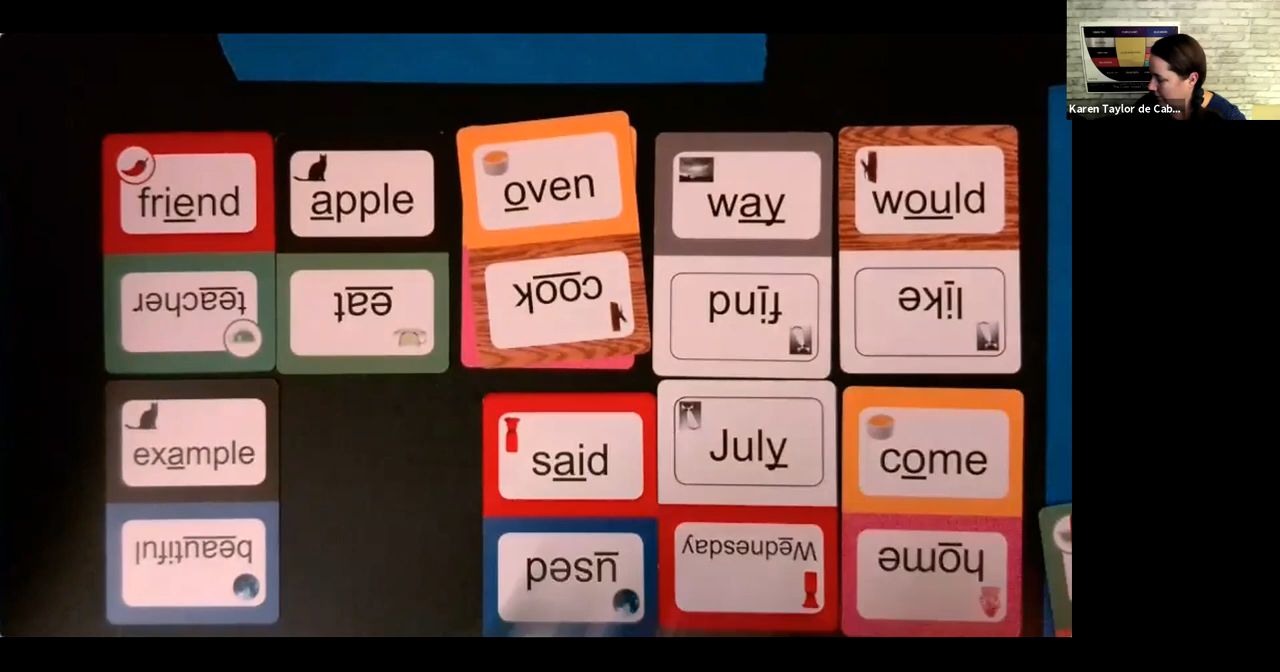 Karen Taylor de Cab...
friend
teacher
apple
eat
oven
cook
way
find
would
like
example
beautiful
said
used
July
Wednesday
come
home